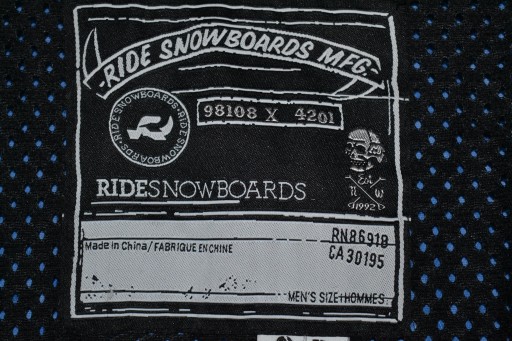 -RIDE SNOWBOARDS MFG.-
RIDE SNOWBOARDS · RIDE SNOWBOARDS ·
98108 X 4201
RIDESNOWBOARDS
Est
1992
RN86918
CA30195
Made in China/FABRIQUE EN CHINE
MEN'S SIZE/HOMMES